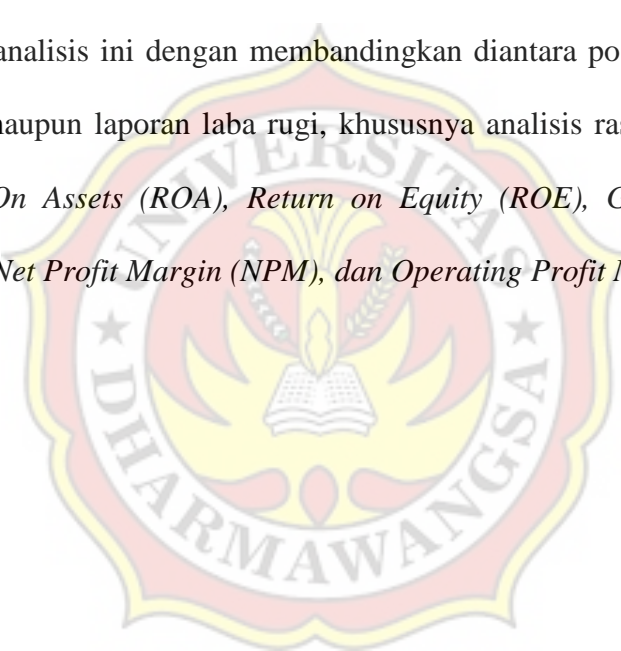 analisis ini dengan membandingkan diantara po
maupun laporan laba rugi, khususnya analisis ra
On Assets (ROA), Return on Equity (ROE),
Net Profit Margin (NPM), dan Operating Profit
UNIVERSITAS
DHARMAWANGSA